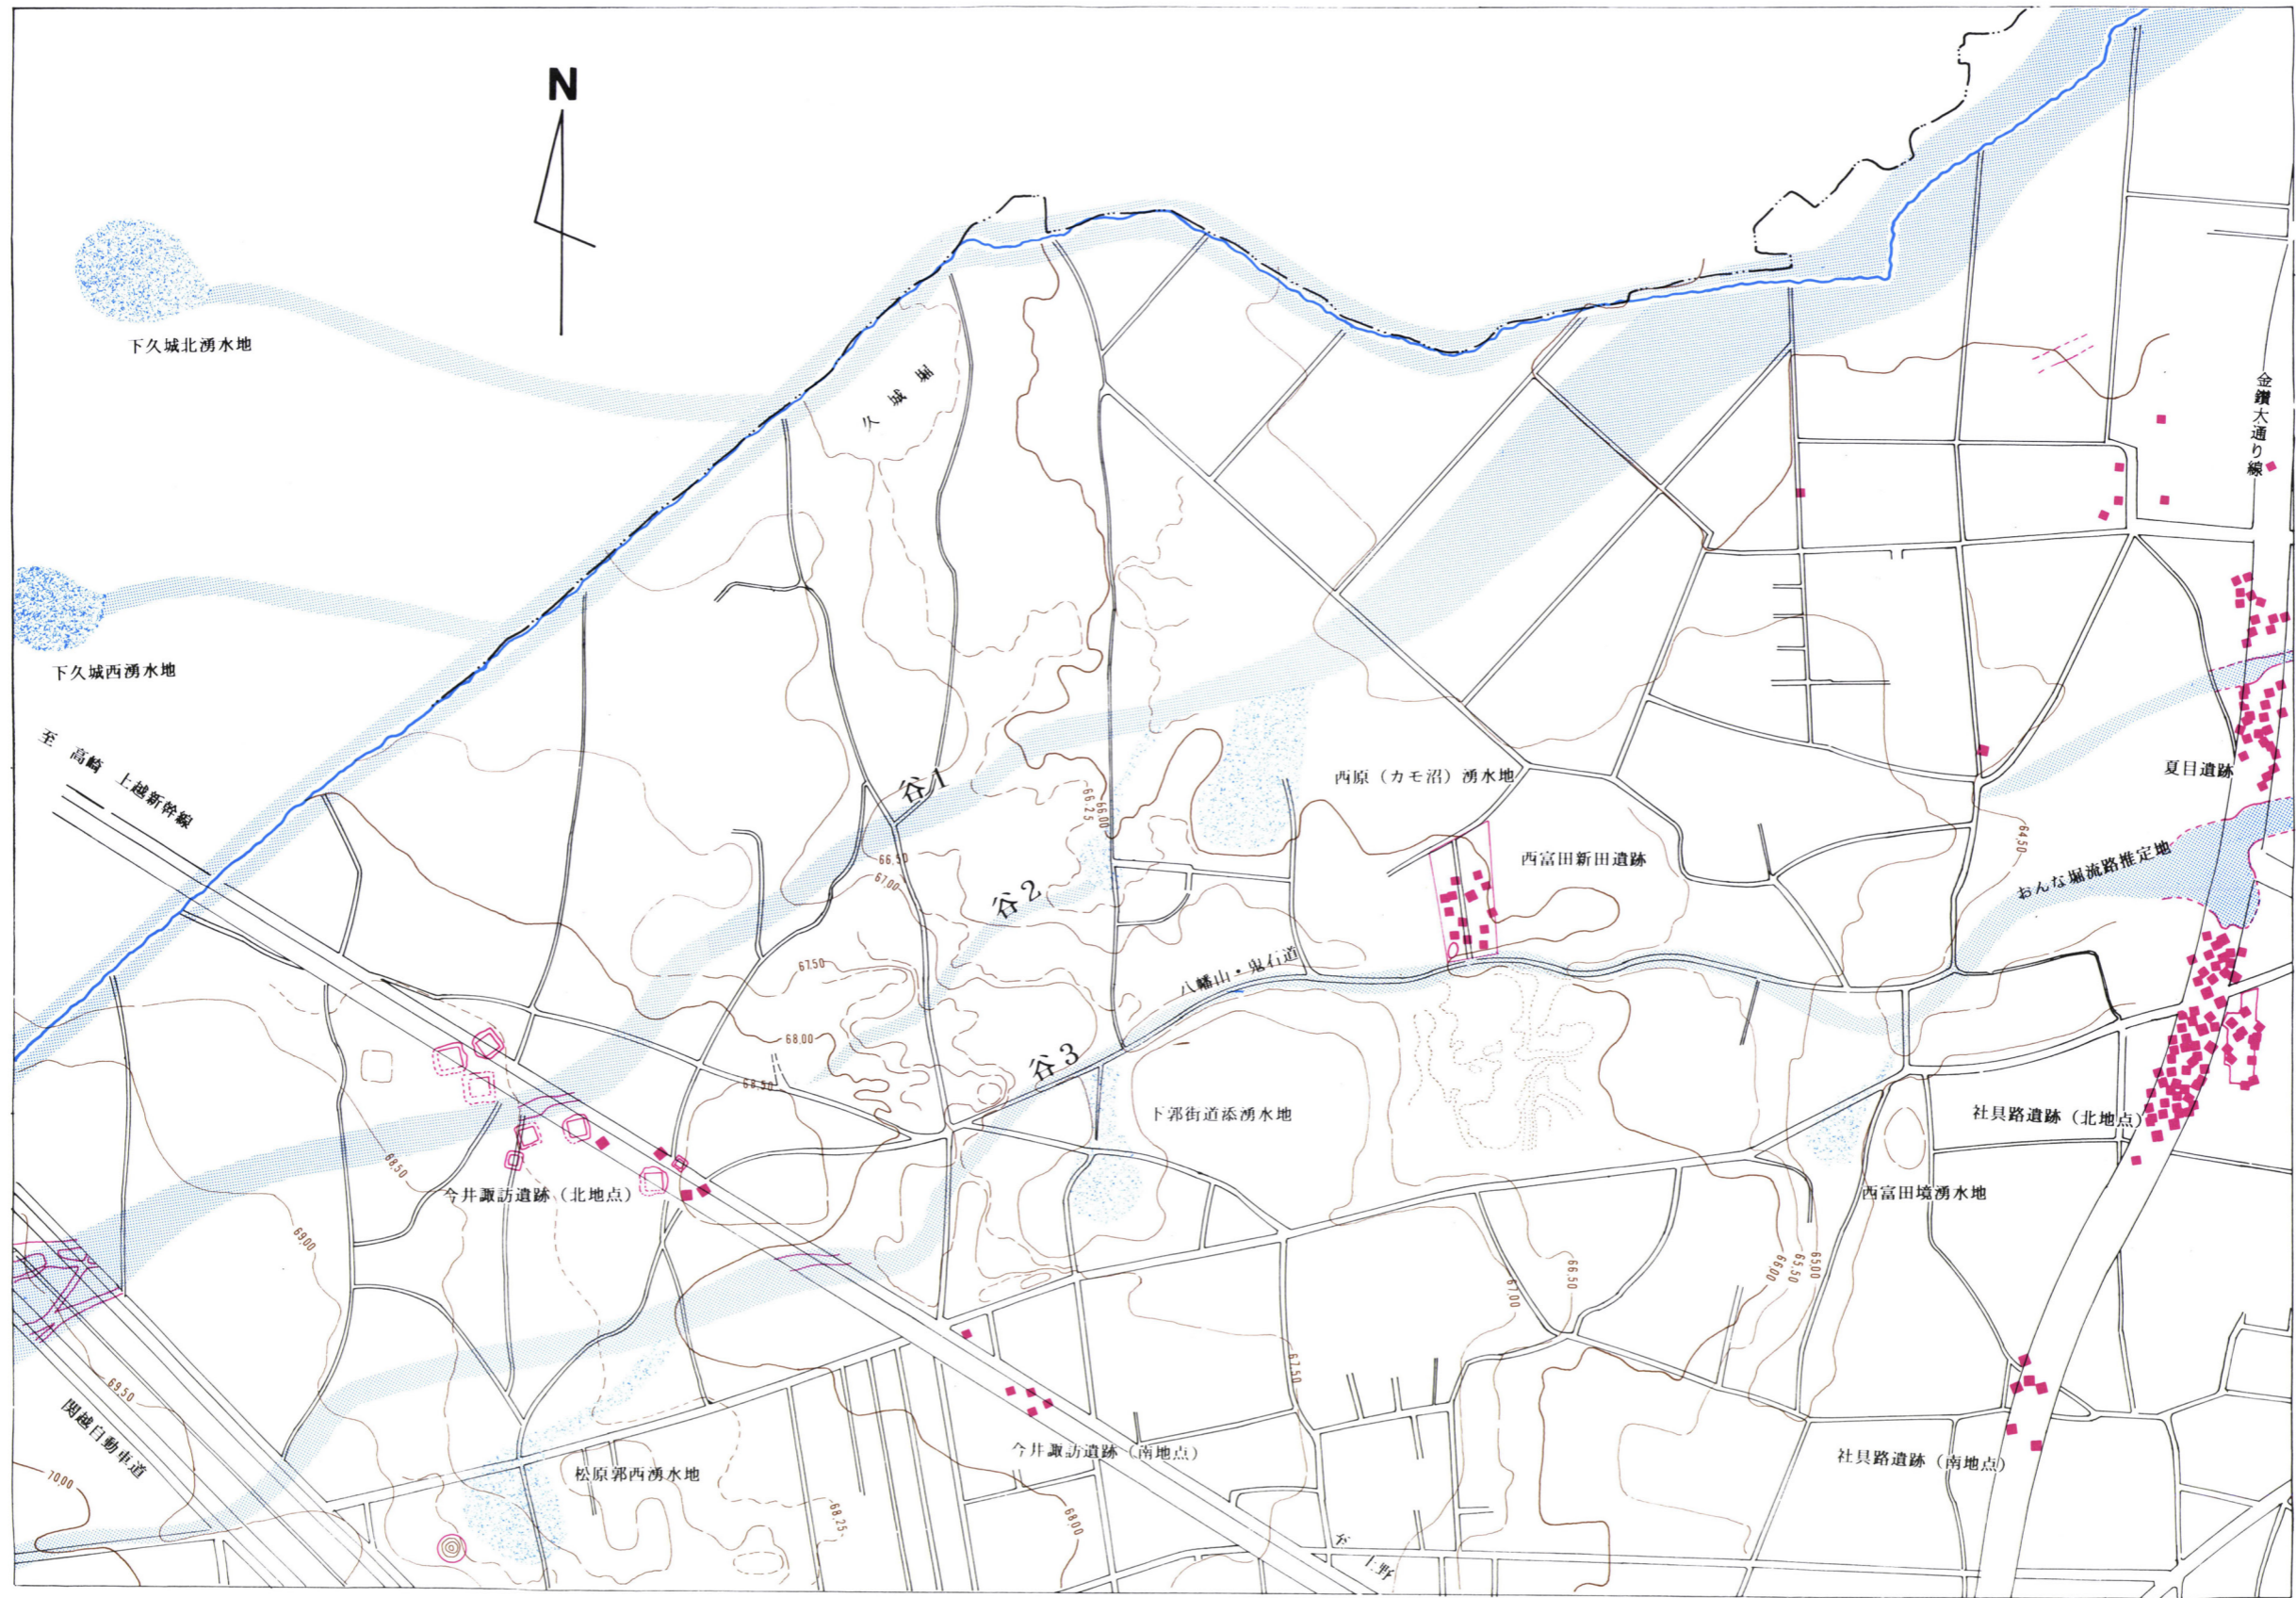 N
下久城北湧水地
久城堀
金鑚大通り線
下久城西湧水地
至 高崎 上越新幹線
谷1
66.25
66.00
西原（カモ沼）湧水地
夏目遺跡
66.50
67.00
谷2
西富田新田遺跡
64.50
おんな堀流路推定地
67.50
八幡山・鬼石道
68.00
谷3
68.50
下郭街道添湧水地
社具路遺跡（北地点）
68.50
今井諏訪遺跡（北地点）
西富田境湧水地
69.00
66.50
67.00
66.00
65.50
65.00
67.50
69.50
関越自動車道
今井諏訪遺跡（南地点）
社具路遺跡（南地点）
70.00
松原郭西湧水地
68.25
68.00
至 上野